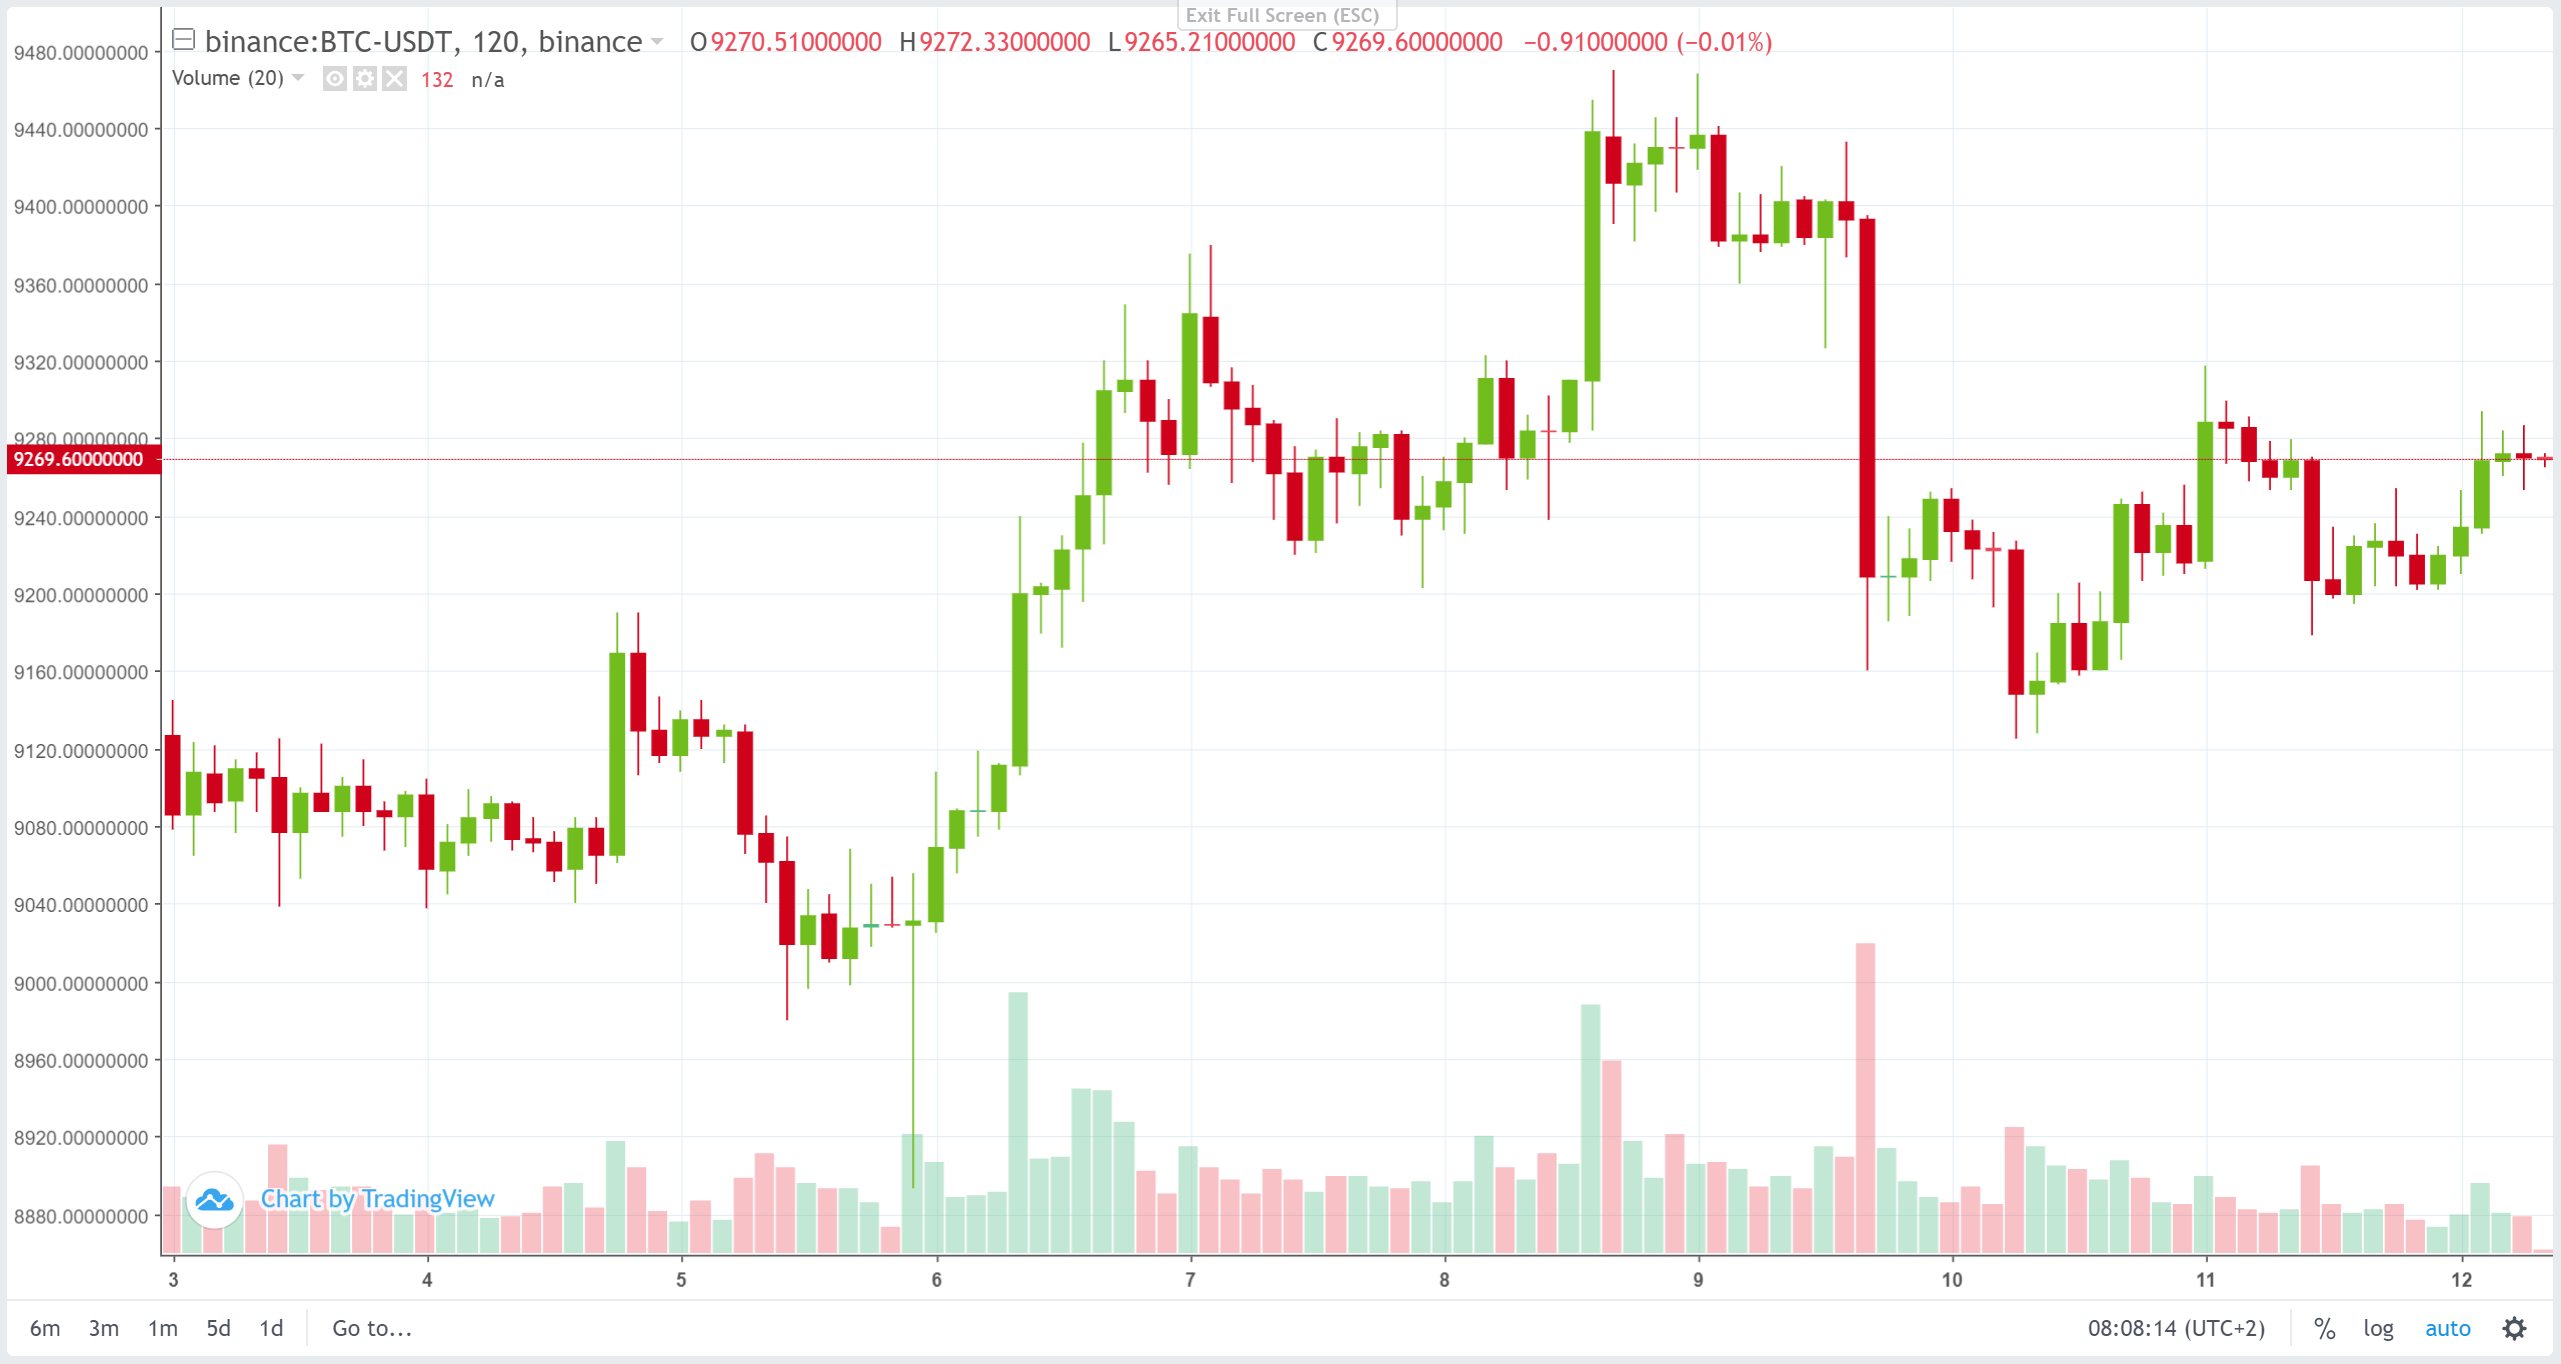 Exit Full Screen (ESC)
binance:BTC-USDT, 120, binance O9270.51000000 H9272.33000000 L9265.21000000 C9269.60000000 −0.91000000 (−0.01%)
Volume (20) 132 n/a
9480.00000000
9440.00000000
9400.00000000
9360.00000000
9320.00000000
9280.00000000
9269.60000000
9240.00000000
9200.00000000
9160.00000000
9120.00000000
9080.00000000
9040.00000000
9000.00000000
8960.00000000
8920.00000000
8880.00000000
Chart by TradingView
3 4 5 6 7 8 9 10 11 12
6m 3m 1m 5d 1d Go to... 08:08:14 (UTC+2) % log auto